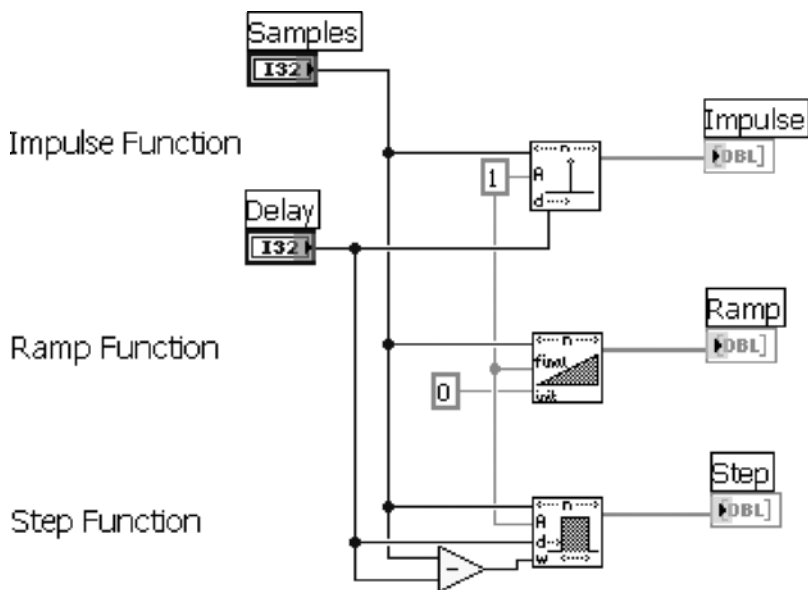 Samples
I32
Impulse Function
<···· n ····>
A
d ···>
1
Impulse
[DBL]
Delay
I32
Ramp Function
<···· n ····>
final
init
0
Ramp
[DBL]
Step Function
<···· n ····>
A
d ··>
w <···>
-
Step
[DBL]